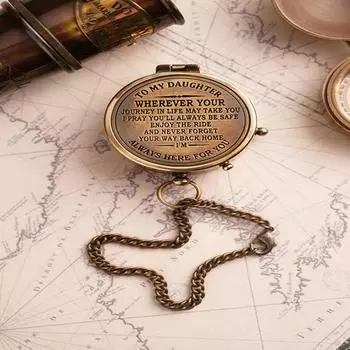 TO MY DAUGHTER
WHEREVER YOUR
JOURNEY IN LIFE MAY TAKE YOU
I PRAY YOU'LL ALWAYS BE SAFE
ENJOY THE RIDE
AND NEVER FORGET
YOUR WAY BACK HOME
I'M
ALWAYS HERE FOR YOU